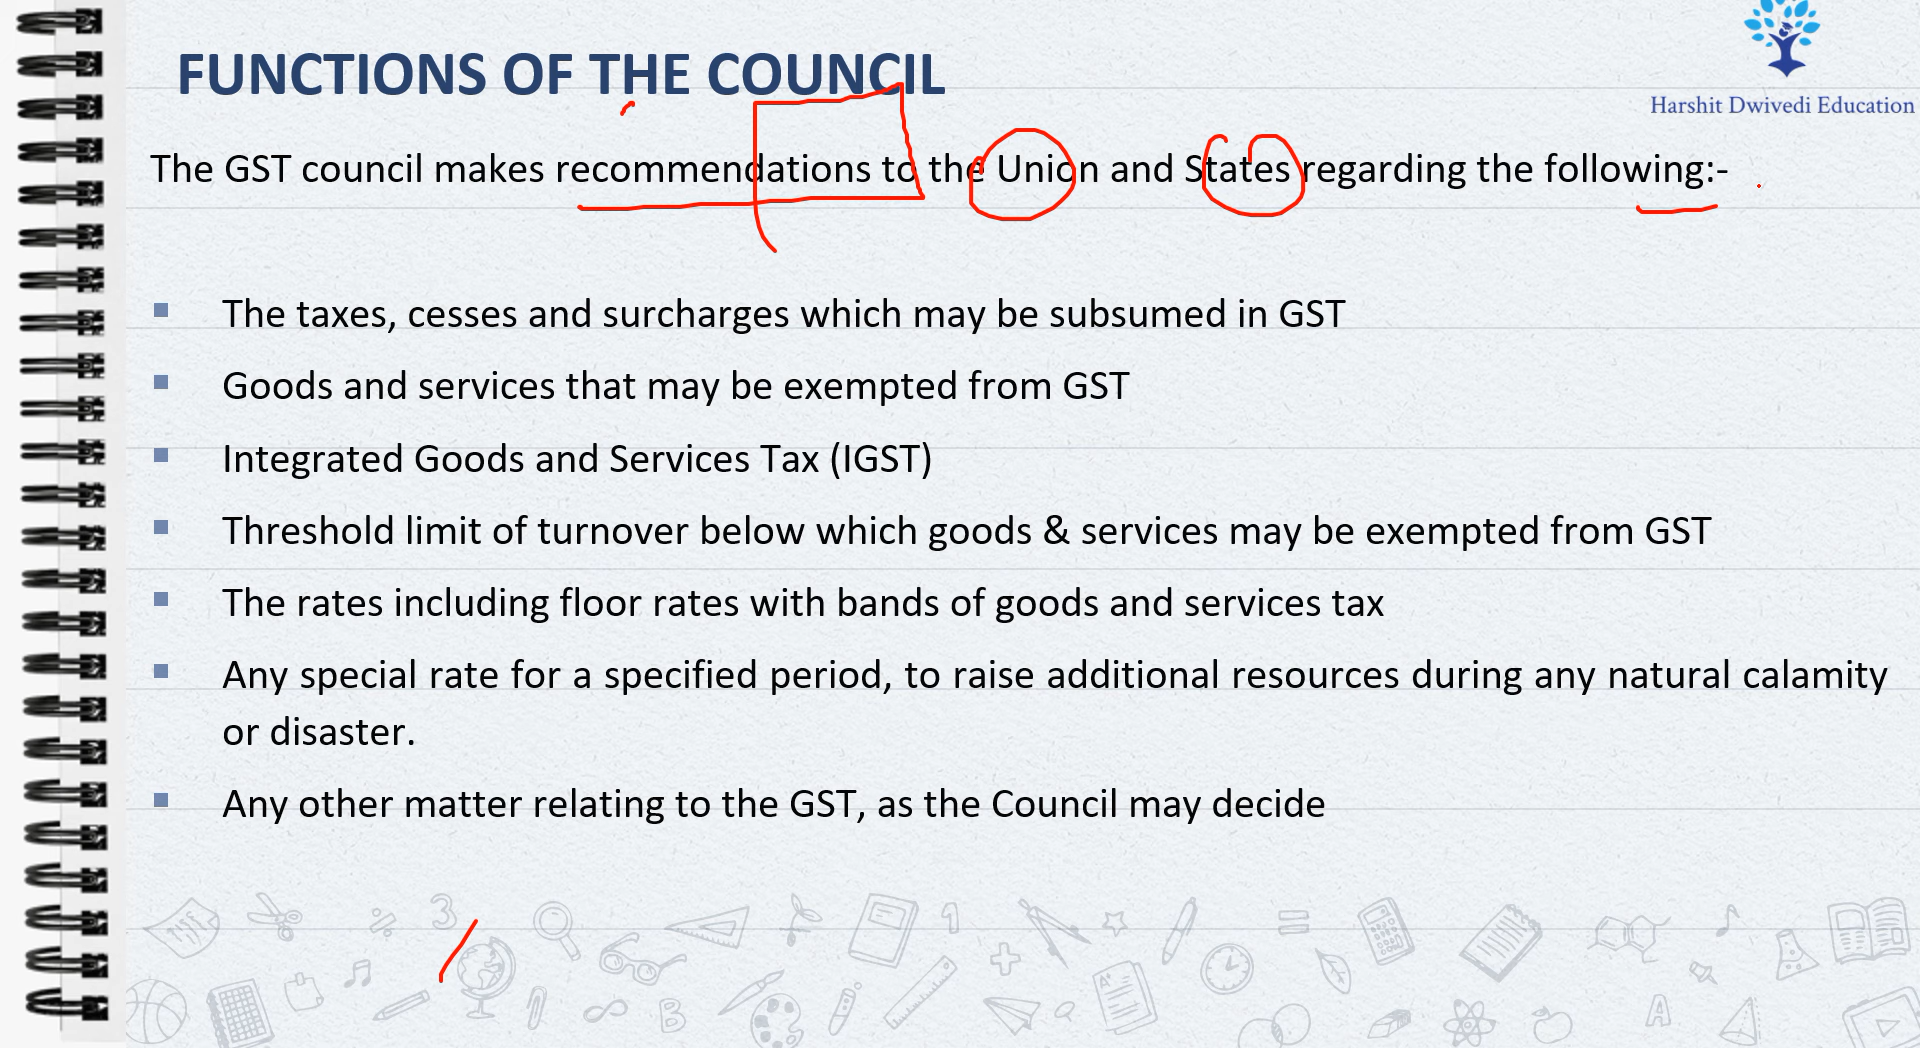 FUNCTIONS OF THE COUNCIL
Harshit Dwivedi Education
The GST council makes recommendations to the Union and States regarding the following:-
The taxes, cesses and surcharges which may be subsumed in GST
Goods and services that may be exempted from GST
Integrated Goods and Services Tax (IGST)
Threshold limit of turnover below which goods & services may be exempted from GST
The rates including floor rates with bands of goods and services tax
Any special rate for a specified period, to raise additional resources during any natural calamity
or disaster.
Any other matter relating to the GST, as the Council may decide